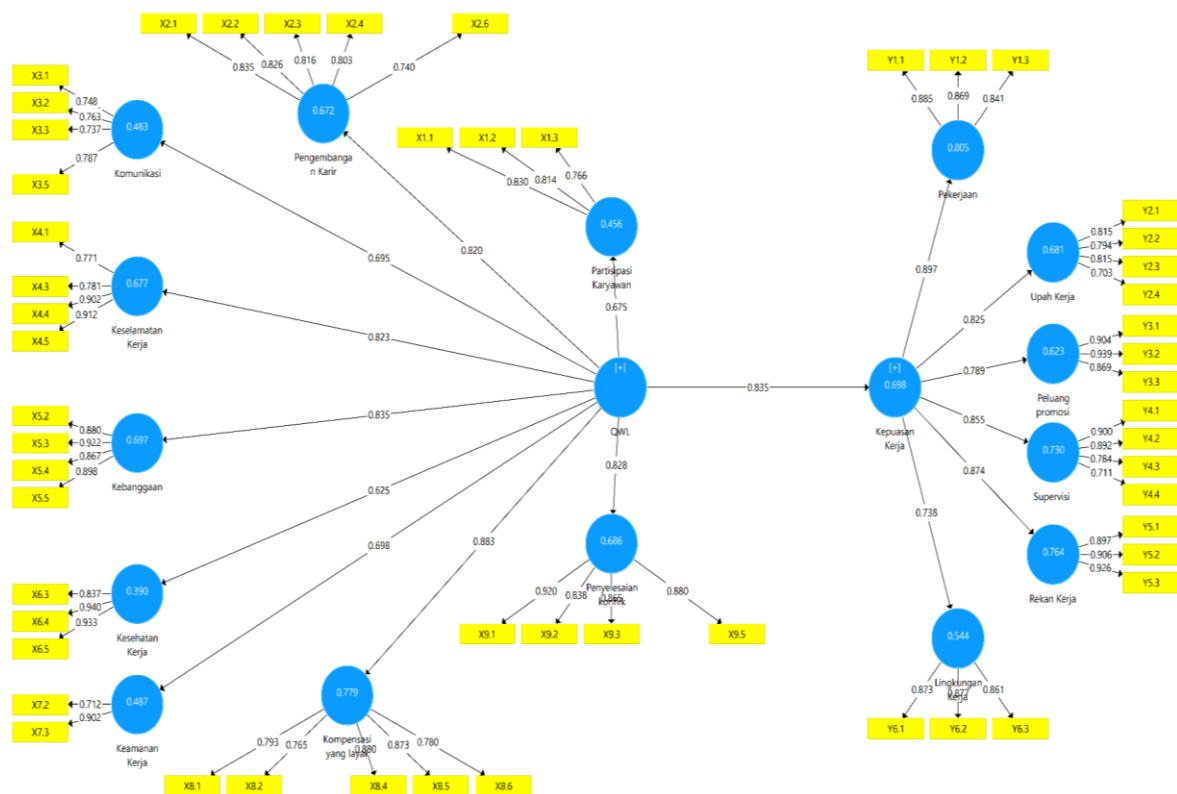 X2.1
X2.2
X2.3
X2.4
X2.6
0.835
0.826
0.816
0.803
0.740
0.672
Pengembanga
n Karir
X3.1
X3.2
X3.3
X3.5
0.748
0.763
0.737
0.787
0.483
Komunikasi
X1.1
X1.2
X1.3
0.830
0.814
0.766
0.456
Partisipasi
Karyawan
Y1.1
Y1.2
Y1.3
0.885
0.869
0.841
0.805
Pekerjaan
X4.1
X4.3
X4.4
X4.5
0.771
0.781
0.902
0.912
0.677
Keselamatan
Kerja
0.820
0.695
0.675
0.823
0.835
0.625
0.698
0.883
0.828
[+]
QWL
0.835
[+]
0.698
Kepuasan
Kerja
0.897
0.825
0.789
0.855
0.874
0.738
0.681
Upah Kerja
0.815
0.794
0.815
0.703
Y2.1
Y2.2
Y2.3
Y2.4
0.623
Peluang
promosi
0.904
0.939
0.869
Y3.1
Y3.2
Y3.3
0.730
Supervisi
0.900
0.892
0.784
0.711
Y4.1
Y4.2
Y4.3
Y4.4
0.764
Rekan Kerja
0.897
0.906
0.926
Y5.1
Y5.2
Y5.3
X5.2
X5.3
X5.4
X5.5
0.880
0.922
0.867
0.898
0.697
Kebanggaan
X6.3
X6.4
X6.5
0.837
0.940
0.933
0.390
Kesehatan
Kerja
X7.2
X7.3
0.712
0.902
0.487
Keamanan
Kerja
0.779
Kompensasi
yang layak
0.793
0.765
0.880
0.873
0.780
X8.1
X8.2
X8.4
X8.5
X8.6
0.686
Penyelesaian
konflik
0.920
0.838
0.865
0.880
X9.1
X9.2
X9.3
X9.5
0.544
Lingkungan
Kerja
0.873
0.877
0.861
Y6.1
Y6.2
Y6.3